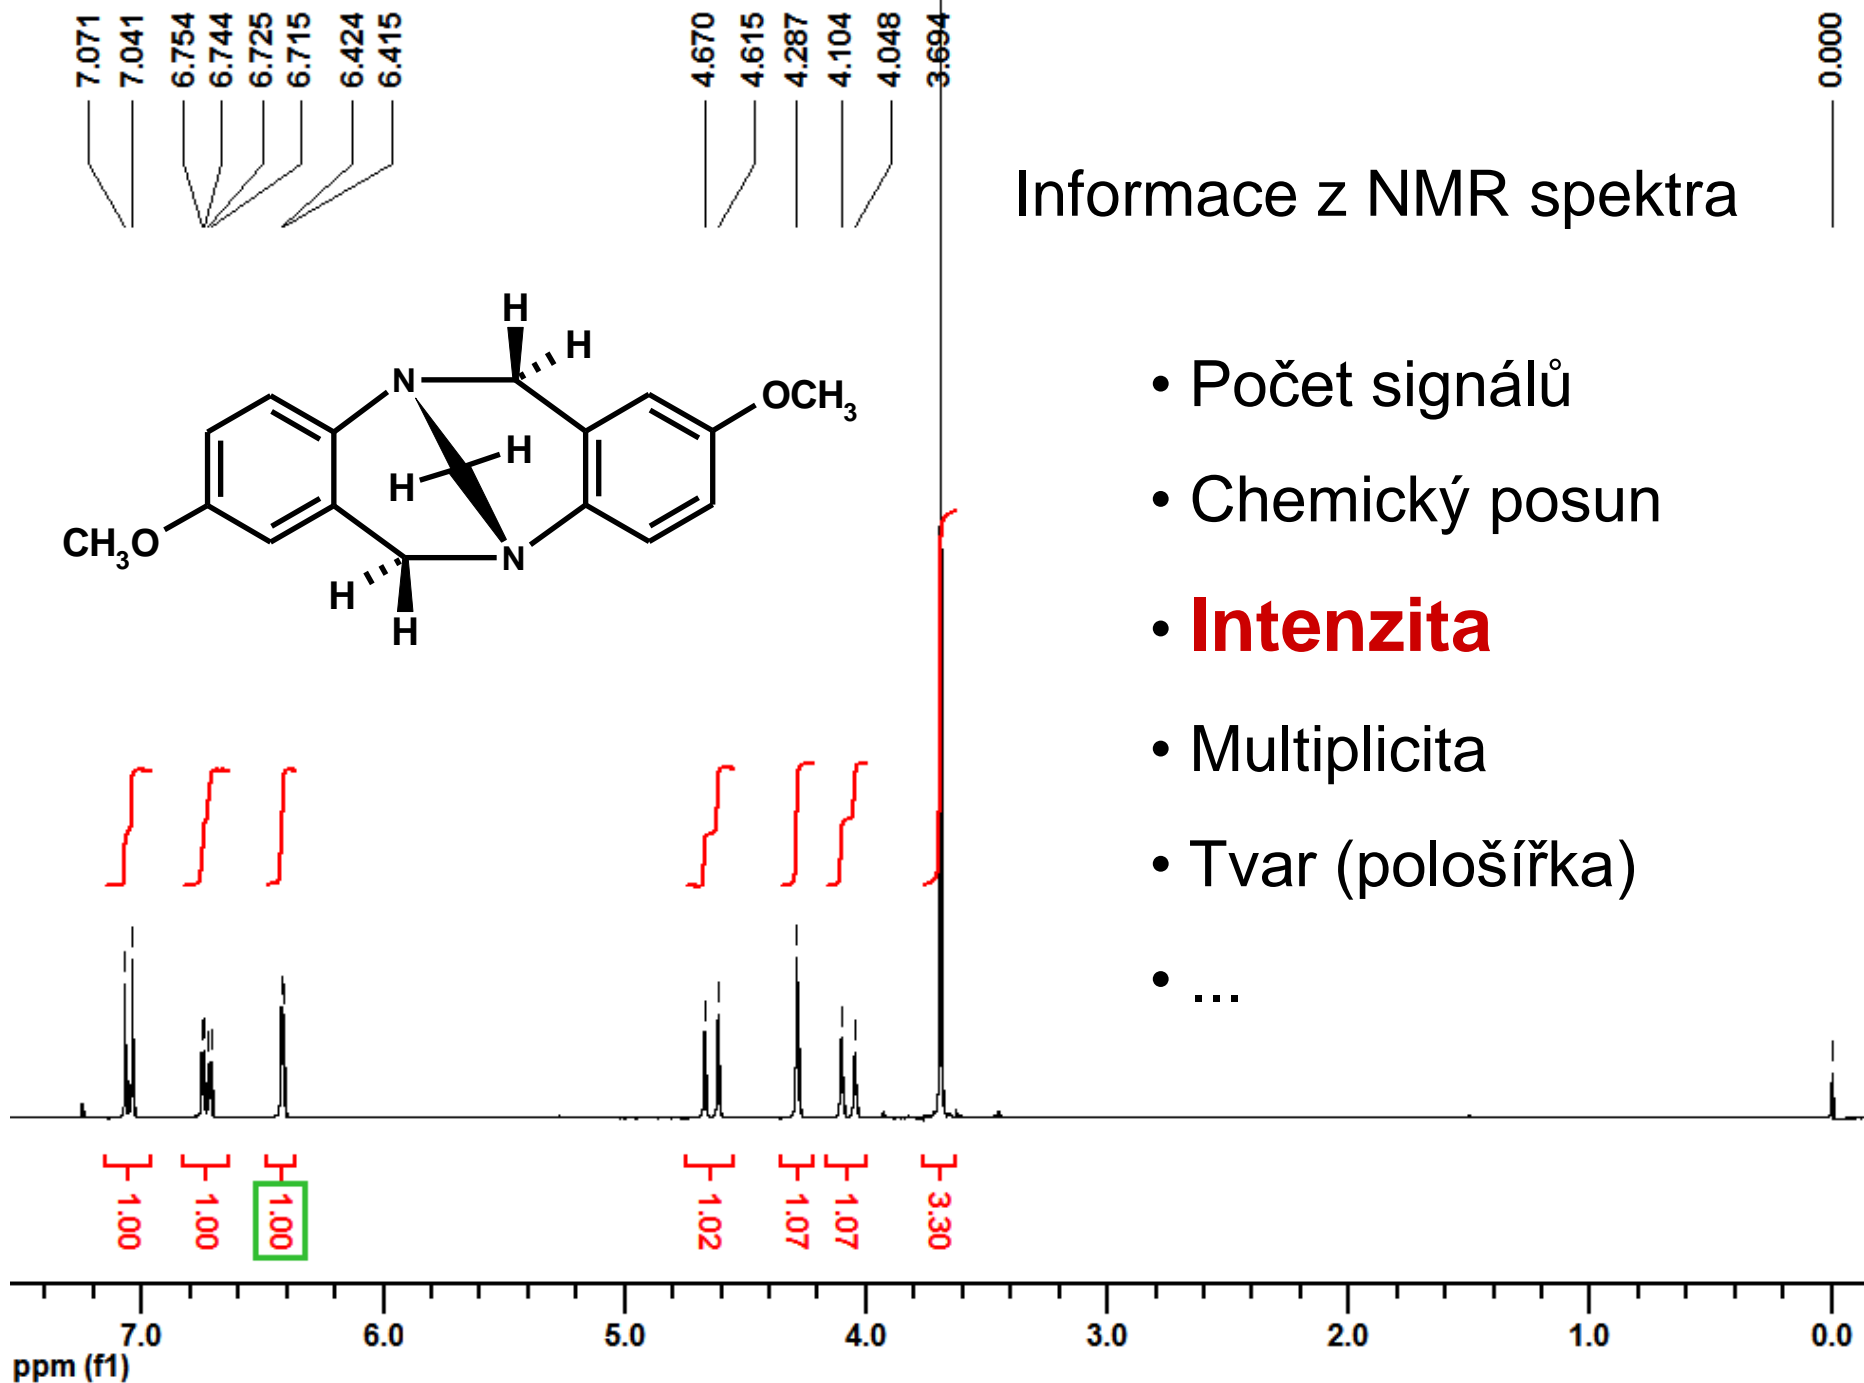 7.071
7.041
6.754
6.744
6.725
6.715
6.424
6.415
4.670
4.615
4.287
4.104
4.048
3.694
0.000
Informace z NMR spektra
H
H
N
OCH3
H
H
CH3O
N
H
H
• Počet signálů
• Chemický posun
• Intenzita
• Multiplicita
• Tvar (pološířka)
• ...
1.00
1.00
1.00
1.02
1.07
1.07
3.30
7.0
6.0
5.0
4.0
3.0
2.0
1.0
0.0
ppm (f1)